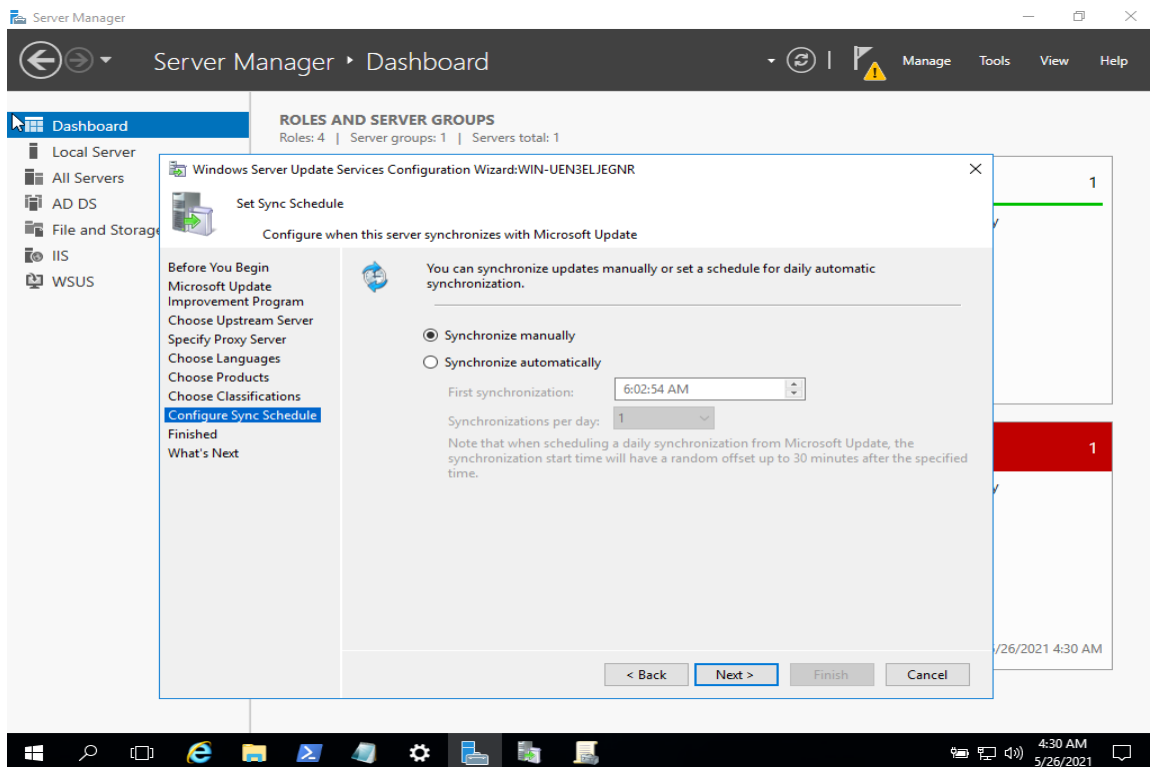 Server Manager
Server Manager ‣ Dashboard
Manage Tools View Help
Dashboard
Local Server
All Servers
AD DS
File and Storage
IIS
WSUS
ROLES AND SERVER GROUPS
Roles: 4 | Server groups: 1 | Servers total: 1
1
1
Windows Server Update Services Configuration Wizard:WIN-UEN3ELJEGNR
Set Sync Schedule
Configure when this server synchronizes with Microsoft Update
Before You Begin
Microsoft Update
Improvement Program
Choose Upstream Server
Specify Proxy Server
Choose Languages
Choose Products
Choose Classifications
Configure Sync Schedule
Finished
What's Next
You can synchronize updates manually or set a schedule for daily automatic
synchronization.
Synchronize manually
Synchronize automatically
First synchronization: 6:02:54 AM
Synchronizations per day: 1
Note that when scheduling a daily synchronization from Microsoft Update, the
synchronization start time will have a random offset up to 30 minutes after the specified
time.
< Back Next > Finish Cancel
/26/2021 4:30 AM
4:30 AM
5/26/2021